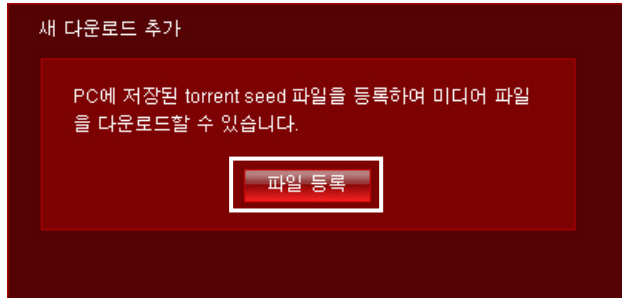 새 다운로드 추가
PC에 저장된 torrent seed 파일을 등록하여 미디어 파일
을 다운로드할 수 있습니다.
파일 등록